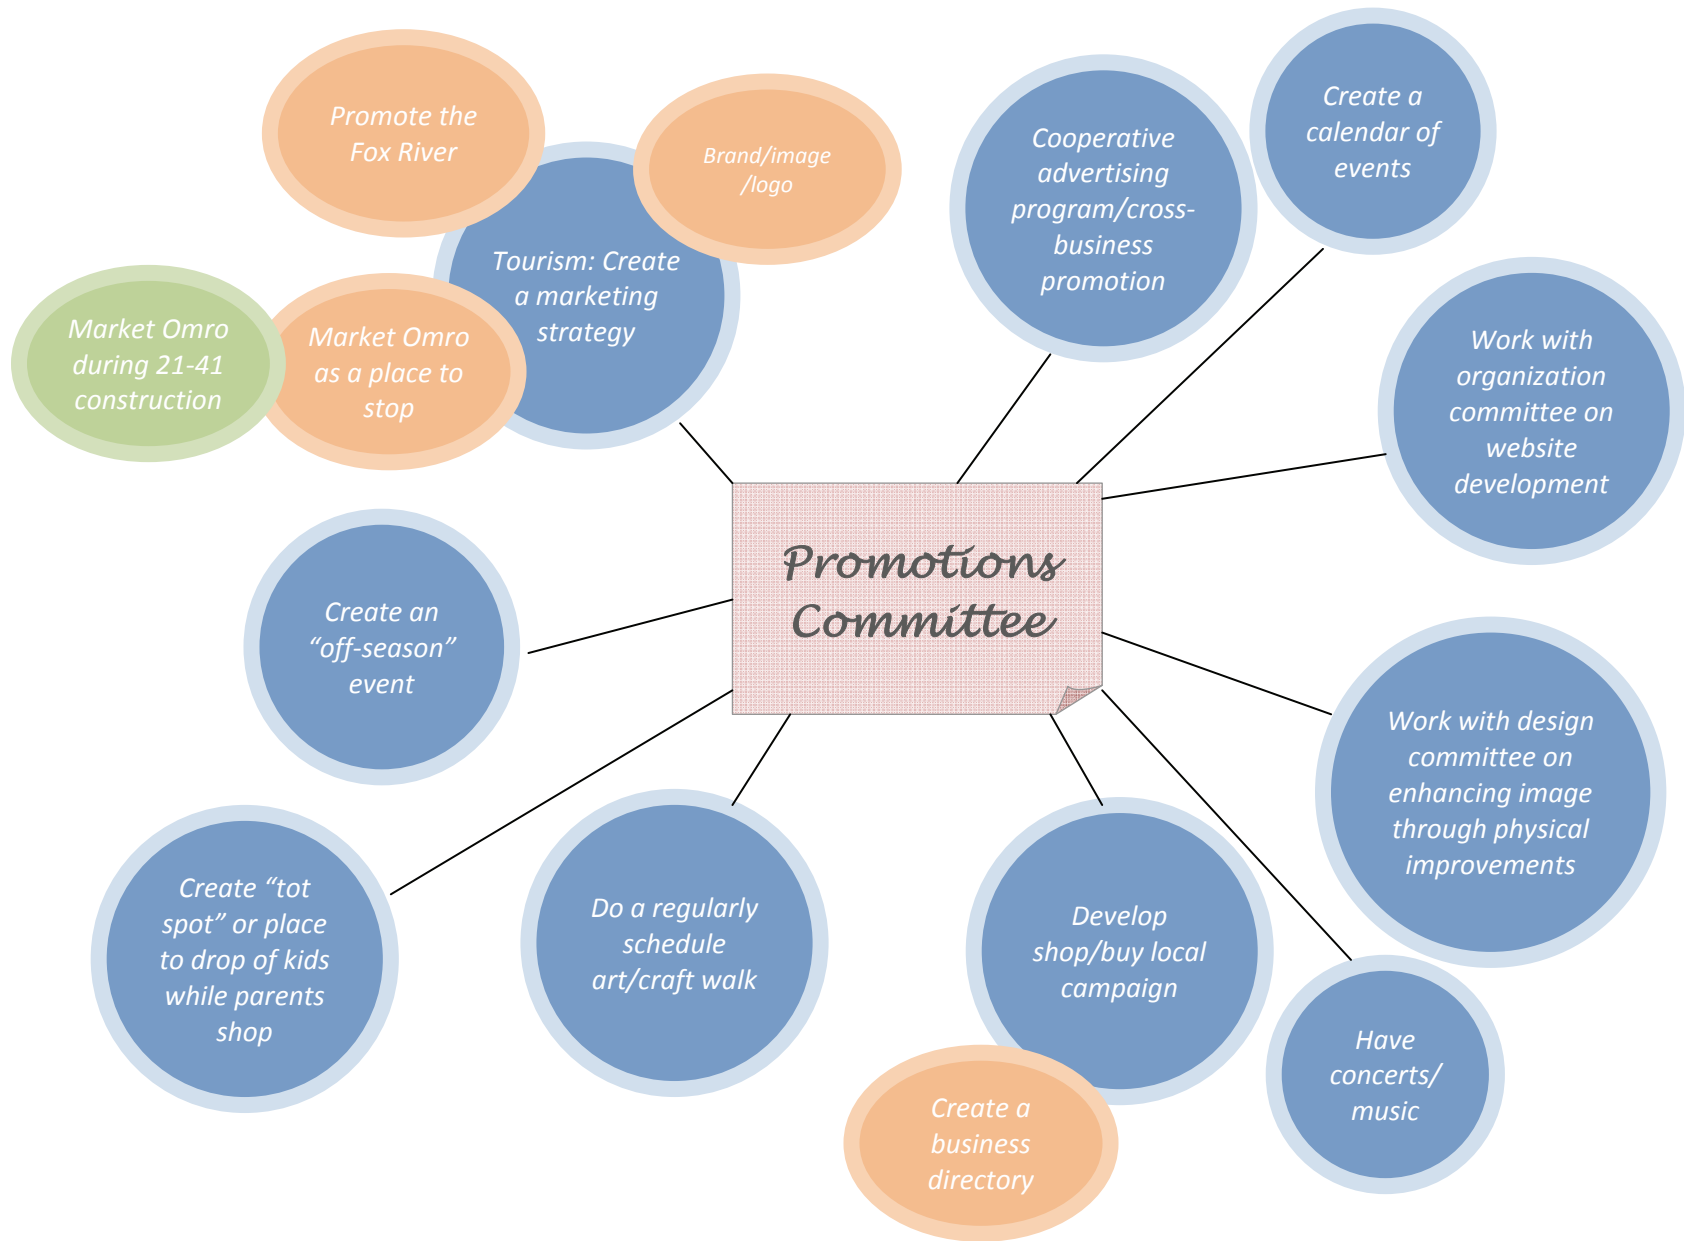 Promote the
Fox River
Brand/image
/logo
Tourism: Create
a marketing
strategy
Market Omro
during 21-41
construction
Market Omro
as a place to
stop
Cooperative
advertising
program/cross-
business
promotion
Create a
calendar of
events
Work with
organization
committee on
website
development
Promotions
Committee
Create an
“off-season”
event
Work with design
committee on
enhancing image
through physical
improvements
Create “tot
spot” or place
to drop of kids
while parents
shop
Do a regularly
schedule
art/craft walk
Develop
shop/buy local
campaign
Have
concerts/
music
Create a
business
directory